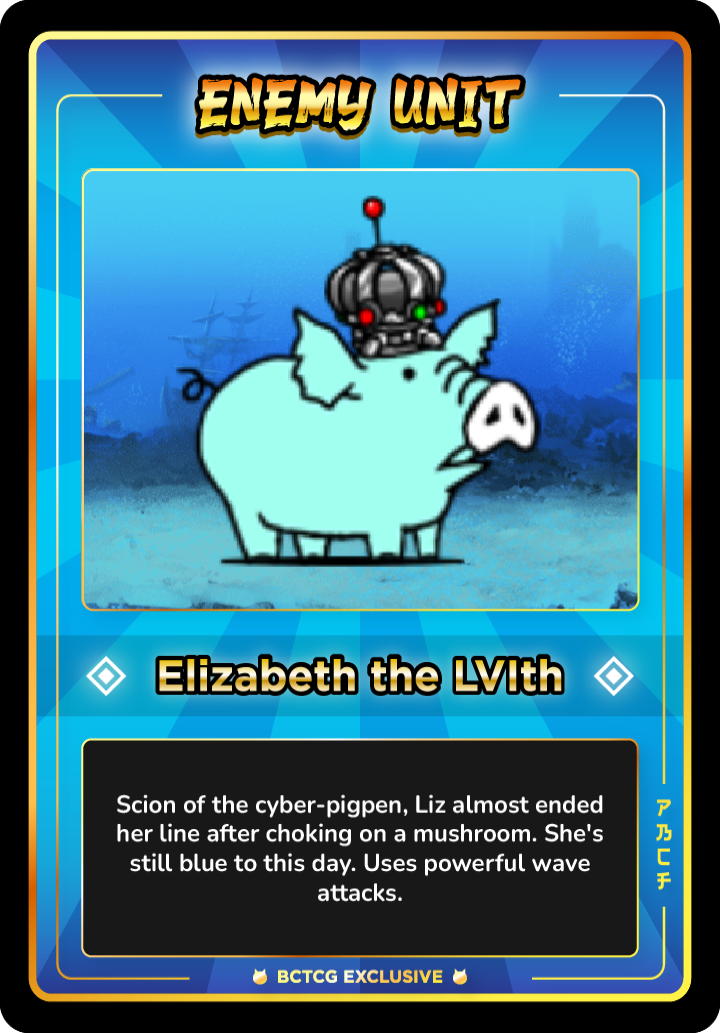 ENEMY UNIT
Elizabeth the LVIth
Scion of the cyber-pigpen, Liz almost ended
her line after choking on a mushroom. She's
still blue to this day. Uses powerful wave
attacks.
BCTCG EXCLUSIVE